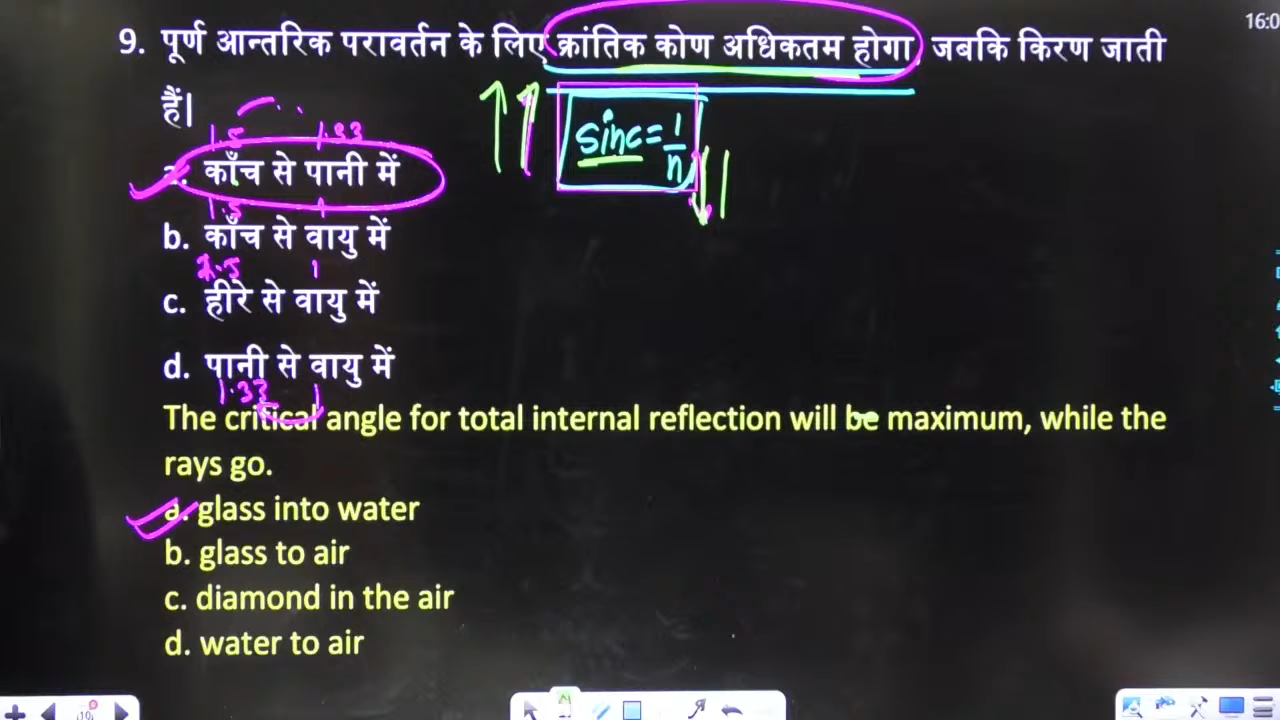 16:0
9. पूर्ण आन्तरिक परावर्तन के लिए क्रांतिक कोण अधिकतम होगा जबकि किरण जाती
हैं|
sinc = 1/n
1.5 1.33
a. काँच से पानी में
1.5 1
b. काँच से वायु में
2.5 1
c. हीरे से वायु में
d. पानी से वायु में
1.33 1
The critical angle for total internal reflection will be maximum, while the
rays go.
a. glass into water
b. glass to air
c. diamond in the air
d. water to air